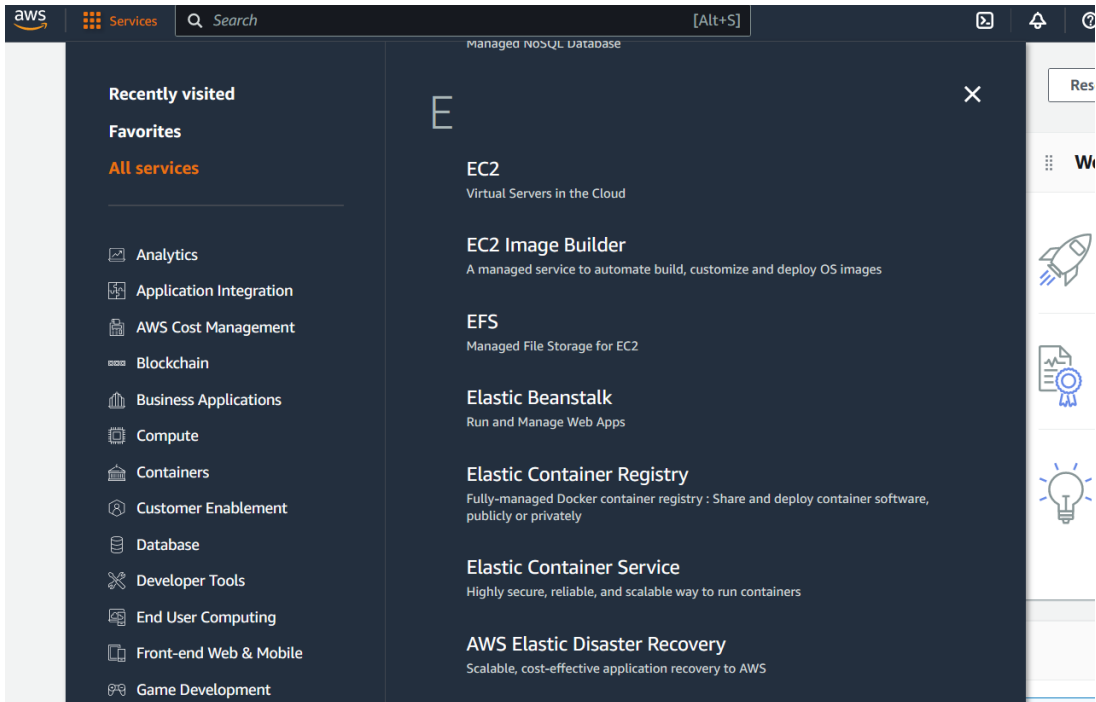 aws
Services
Search
[Alt+S]
Managed NoSQL Database
Recently visited
Favorites
All services
Analytics
Application Integration
AWS Cost Management
Blockchain
Business Applications
Compute
Containers
Customer Enablement
Database
Developer Tools
End User Computing
Front-end Web & Mobile
Game Development
E
EC2
Virtual Servers in the Cloud
EC2 Image Builder
A managed service to automate build, customize and deploy OS images
EFS
Managed File Storage for EC2
Elastic Beanstalk
Run and Manage Web Apps
Elastic Container Registry
Fully-managed Docker container registry : Share and deploy container software,
publicly or privately
Elastic Container Service
Highly secure, reliable, and scalable way to run containers
AWS Elastic Disaster Recovery
Scalable, cost-effective application recovery to AWS
Res
We